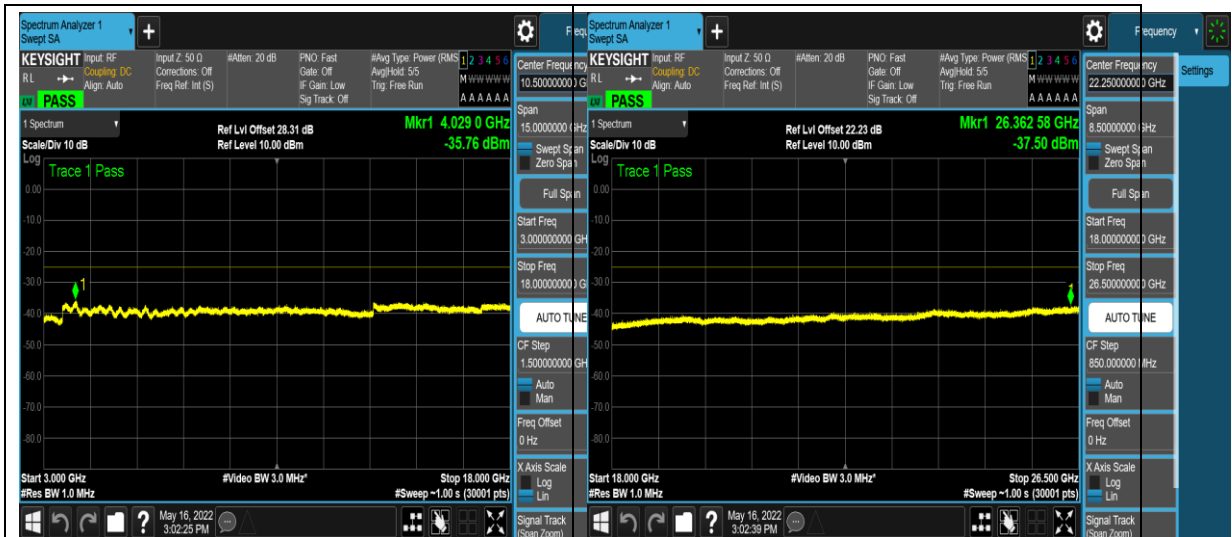 Spectrum Analyzer 1
Swept SA
+
KEYSIGHT
RL
Input: RF
Coupling: DC
Align: Auto
Input Z: 50 Ω
Corrections: Off
Freq Ref: Int (S)
#Atten: 20 dB
PNO: Fast
Gate: Off
IF Gain: Low
Sig Track: Off
#Avg Type: Power (RMS
Avg|Hold: 5/5
Trig: Free Run
1 2 3 4 5 6
M W W W W W
A A A A A A
PASS
1 Spectrum
Scale/Div 10 dB
Ref Lvl Offset 28.31 dB
Ref Level 10.00 dBm
Mkr1 4.029 0 GHz
-35.76 dBm
Log
Trace 1 Pass
0.00
-10.0
-20.0
-30.0
-40.0
-50.0
-60.0
-70.0
-80.0
1
Start 3.000 GHz
#Res BW 1.0 MHz
#Video BW 3.0 MHz*
Stop 18.000 GHz
#Sweep ~1.00 s (30001 pts)
?
May 16, 2022
3:02:25 PM
Center Frequency
10.50000000 G
Span
15.0000000 GHz
Swept Span
Zero Span
Full Span
Start Freq
3.000000000 GH
Stop Freq
18.00000000 G
AUTO TUNE
CF Step
1.500000000 GH
Auto
Man
Freq Offset
0 Hz
X Axis Scale
Log
Lin
Signal Track
(Span Zoom)
Spectrum Analyzer 1
Swept SA
+
KEYSIGHT
RL
Input: RF
Coupling: DC
Align: Auto
Input Z: 50 Ω
Corrections: Off
Freq Ref: Int (S)
#Atten: 20 dB
PNO: Fast
Gate: Off
IF Gain: Low
Sig Track: Off
#Avg Type: Power (RMS
Avg|Hold: 5/5
Trig: Free Run
1 2 3 4 5 6
M W W W W W
A A A A A A
PASS
1 Spectrum
Scale/Div 10 dB
Ref Lvl Offset 22.23 dB
Ref Level 10.00 dBm
Mkr1 26.362 58 GHz
-37.50 dBm
Log
Trace 1 Pass
0.00
-10.0
-20.0
-30.0
-40.0
-50.0
-60.0
-70.0
-80.0
Start 18.000 GHz
#Res BW 1.0 MHz
#Video BW 3.0 MHz*
Stop 26.500 GHz
#Sweep ~1.00 s (30001 pts)
?
May 16, 2022
3:02:39 PM
Frequency
Settings
Center Frequency
22.250000000 GHz
Span
8.50000000 GHz
Swept Span
Zero Span
Full Span
Start Freq
18.000000000 GHz
Stop Freq
26.500000000 GHz
AUTO TUNE
CF Step
850.000000 MHz
Auto
Man
Freq Offset
0 Hz
X Axis Scale
Log
Lin
Signal Track
(Span Zoom)